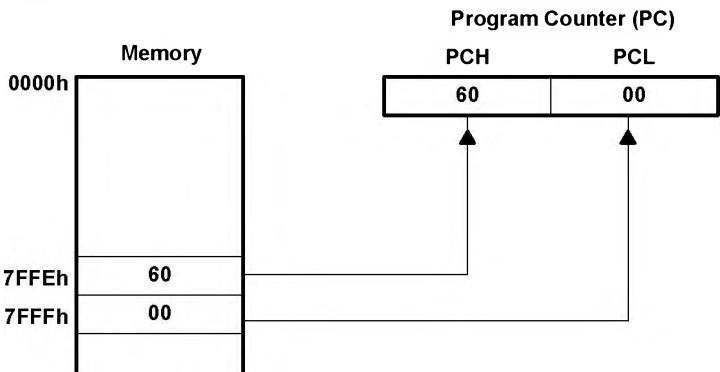 Program Counter (PC)
Memory
PCH PCL
0000h
60 00
7FFEh 60
7FFFh 00